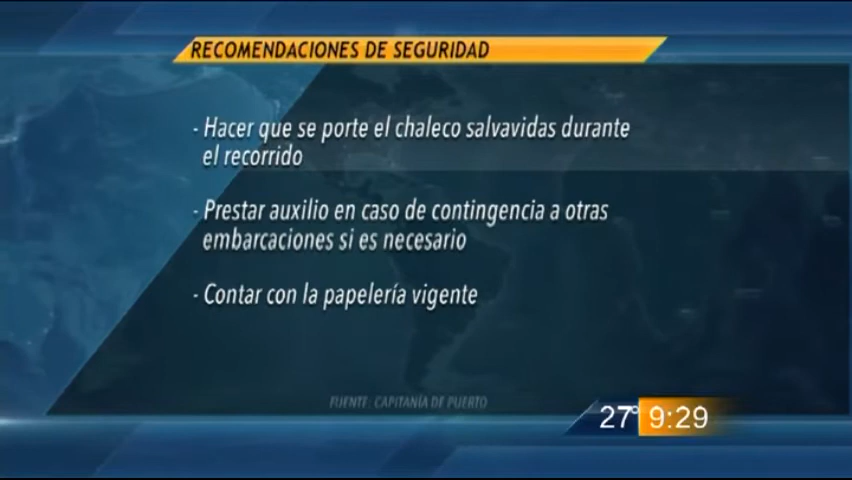 RECOMENDACIONES DE SEGURIDAD
- Hacer que se porte el chaleco salvavidas durante
el recorrido
- Prestar auxilio en caso de contingencia a otras
embarcaciones si es necesario
- Contar con la papelería vigente
FUENTE: CAPITANÍA DE PUERTO
27° 9:29